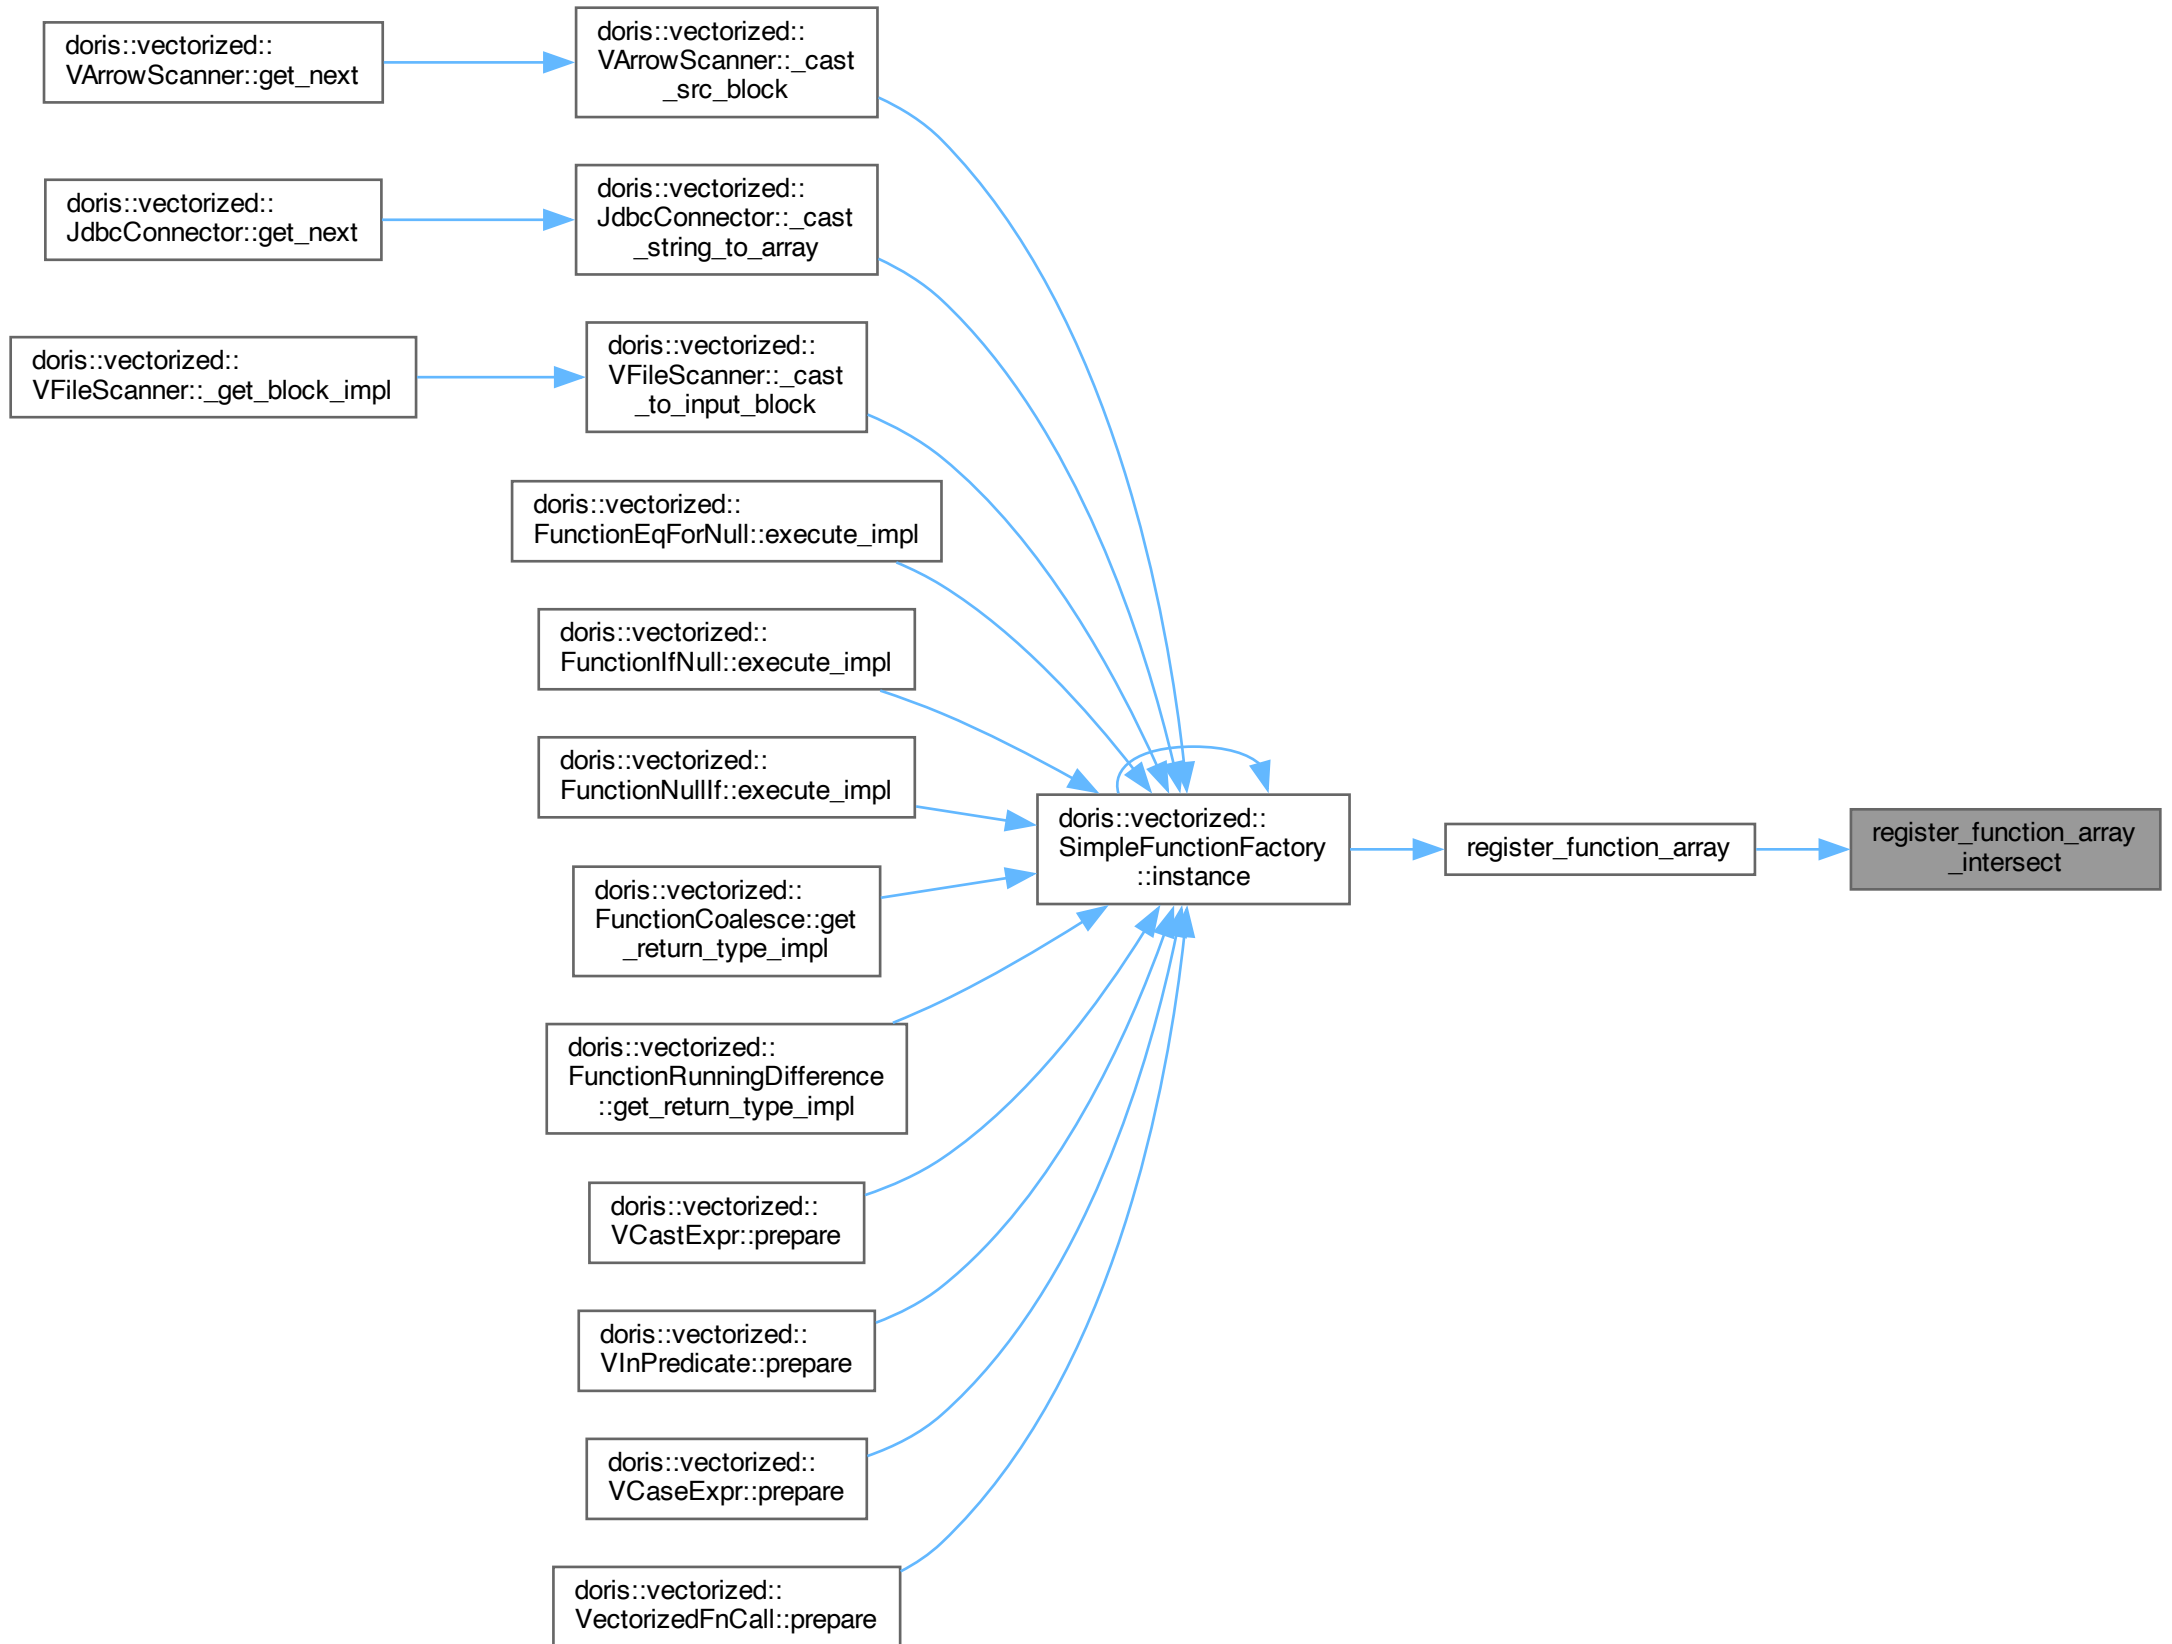 doris::vectorized::
VArrowScanner::get_next
doris::vectorized::
VArrowScanner::_cast
_src_block
doris::vectorized::
JdbcConnector::get_next
doris::vectorized::
JdbcConnector::_cast
_string_to_array
doris::vectorized::
VFileScanner::_get_block_impl
doris::vectorized::
VFileScanner::_cast
_to_input_block
doris::vectorized::
FunctionEqForNull::execute_impl
doris::vectorized::
FunctionIfNull::execute_impl
doris::vectorized::
FunctionNullIf::execute_impl
doris::vectorized::
SimpleFunctionFactory
::instance
register_function_array
register_function_array
_intersect
doris::vectorized::
FunctionCoalesce::get
_return_type_impl
doris::vectorized::
FunctionRunningDifference
::get_return_type_impl
doris::vectorized::
VCastExpr::prepare
doris::vectorized::
VInPredicate::prepare
doris::vectorized::
VCaseExpr::prepare
doris::vectorized::
VectorizedFnCall::prepare